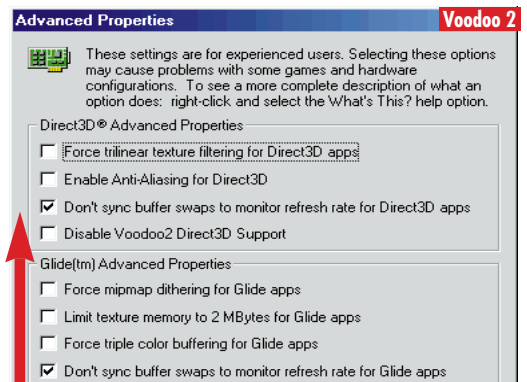 Advanced Properties
Voodoo 2
These settings are for experienced users. Selecting these options
may cause problems with some games and hardware
configurations. To see a more complete description of what an
option does: right-click and select the What's This? help option.
Direct3D® Advanced Properties
Force trilinear texture filtering for Direct3D apps
Enable Anti-Aliasing for Direct3D
Don't sync buffer swaps to monitor refresh rate for Direct3D apps
Disable Voodoo2 Direct3D Support
Glide(tm) Advanced Properties
Force mipmap dithering for Glide apps
Limit texture memory to 2 MBytes for Glide apps
Force triple color buffering for Glide apps
Don't sync buffer swaps to monitor refresh rate for Glide apps